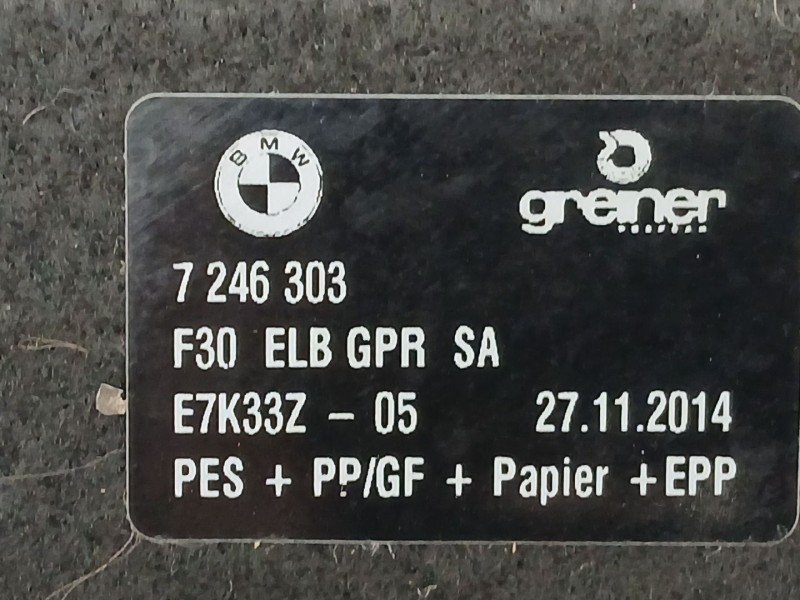 BMW
greiner
7 246 303
F30 ELB GPR SA
E7K33Z - 05 27.11.2014
PES + PP/GF + Papier + EPP